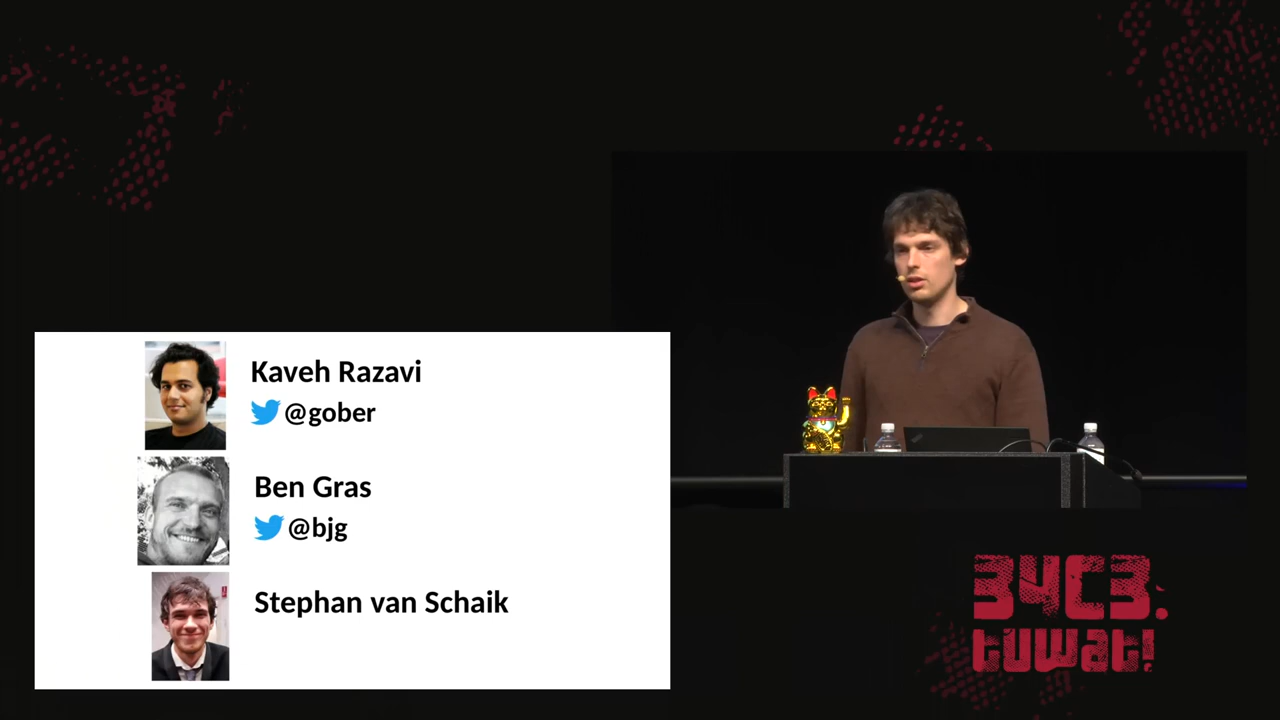 Kaveh Razavi
@gober
Ben Gras
@bjg
Stephan van Schaik
34C3.
tuwat!